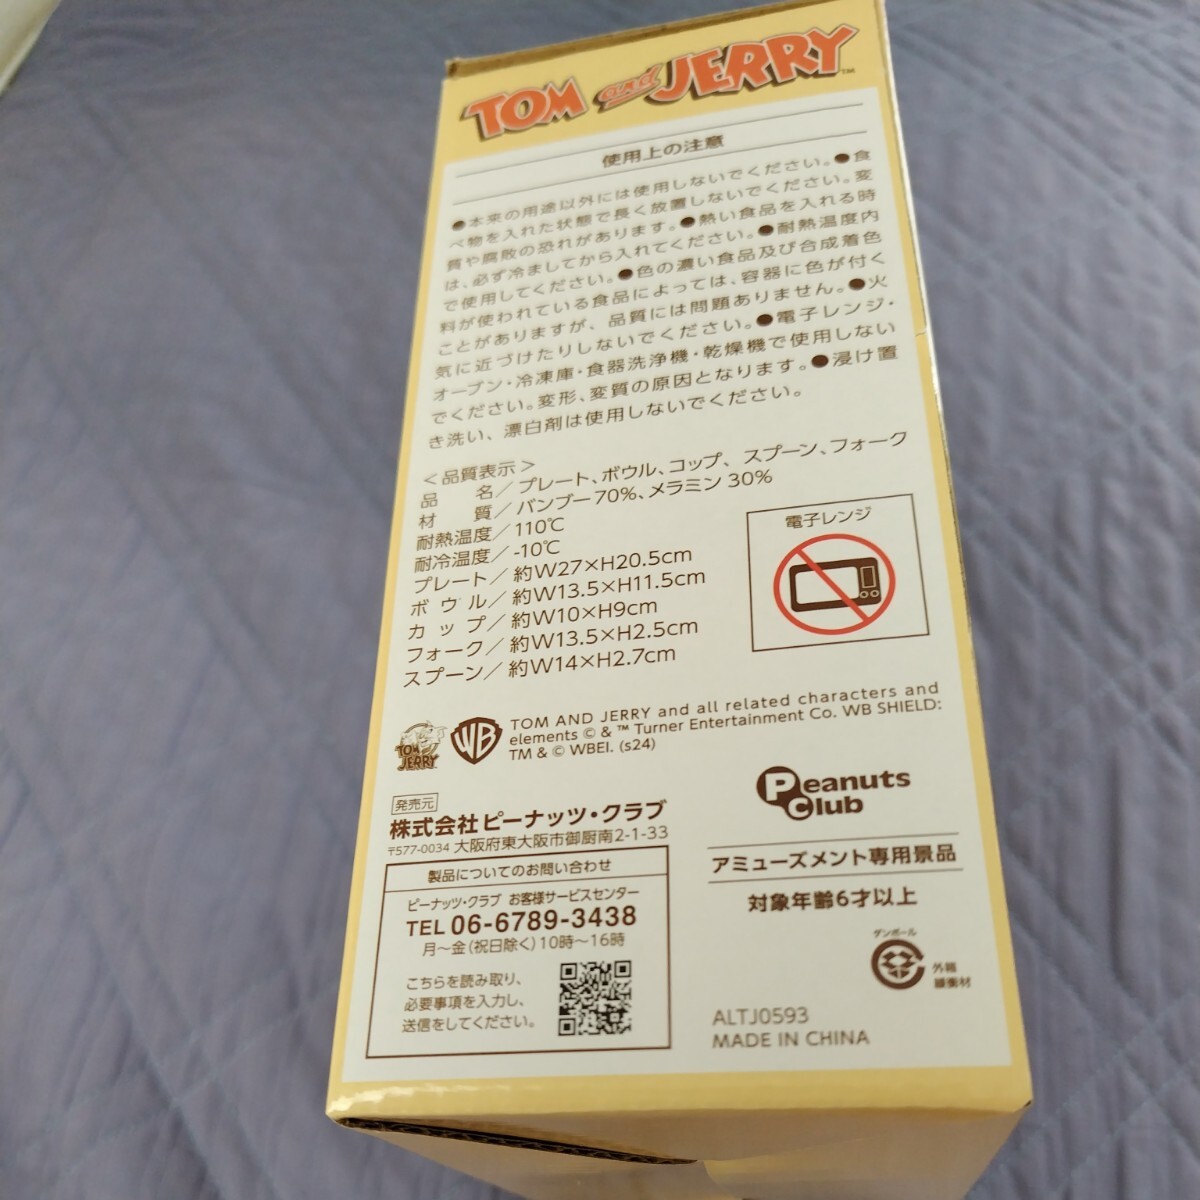 TOM and JERRY™
使用上の注意
●本来の用途以外には使用しないでください。●食
べ物を入れた状態で長く放置しないでください。変
質や腐敗の恐れがあります。●熱い食品を入れる時
は、必ず冷ましてから入れてください。●耐熱温度内
で使用してください。●色の濃い食品及び合成着色
料が使われている食品によっては、容器に色が付く
ことがありますが、品質には問題ありません。●火
気に近づけたりしないでください。●電子レンジ・
オーブン・冷凍庫・食器洗浄機・乾燥機で使用しない
でください。変形、変質の原因となります。●浸け置
き洗い、漂白剤は使用しないでください。
＜品質表示＞
品名／プレート、ボウル、コップ、スプーン、フォーク
材質／バンブー70%、メラミン30%
耐熱温度／110℃
耐冷温度／-10℃
プレート／約W27×H20.5cm
ボウル／約W13.5×H11.5cm
カップ／約W10×H9cm
フォーク／約W13.5×H2.5cm
スプーン／約W14×H2.7cm
電子レンジ
TOM and JERRY
WB
TOM AND JERRY and all related characters and
elements © & ™ Turner Entertainment Co. WB SHIELD:
TM & © WBEI. (s24)
発売元
株式会社ピーナッツ・クラブ
〒577-0034 大阪府東大阪市御厨南2-1-33
製品についてのお問い合わせ
ピーナッツ・クラブ お客様サービスセンター
TEL 06-6789-3438
月〜金(祝日除く)10時〜16時
こちらを読み取り、
必要事項を入力し、
送信をしてください。
Peanuts
Club
アミューズメント専用景品
対象年齢6才以上
ダンボール
外箱
緩衝材
ALTJ0593
MADE IN CHINA